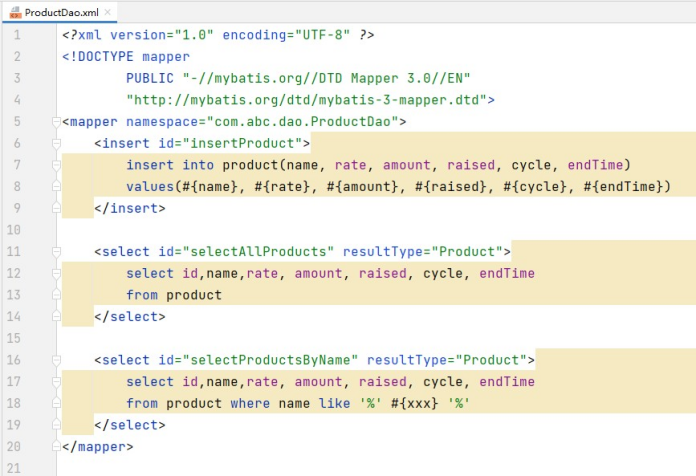 ProductDao.xml
1 <?xml version="1.0" encoding="UTF-8" ?>
2 <!DOCTYPE mapper
3         PUBLIC "-//mybatis.org//DTD Mapper 3.0//EN"
4         "http://mybatis.org/dtd/mybatis-3-mapper.dtd">
5 <mapper namespace="com.abc.dao.ProductDao">
6     <insert id="insertProduct">
7         insert into product(name, rate, amount, raised, cycle, endTime)
8         values(#{name}, #{rate}, #{amount}, #{raised}, #{cycle}, #{endTime})
9     </insert>
10
11     <select id="selectAllProducts" resultType="Product">
12         select id,name,rate, amount, raised, cycle, endTime
13         from product
14     </select>
15
16     <select id="selectProductsByName" resultType="Product">
17         select id,name,rate, amount, raised, cycle, endTime
18         from product where name like '%' #{xxx} '%'
19     </select>
20 </mapper>
21